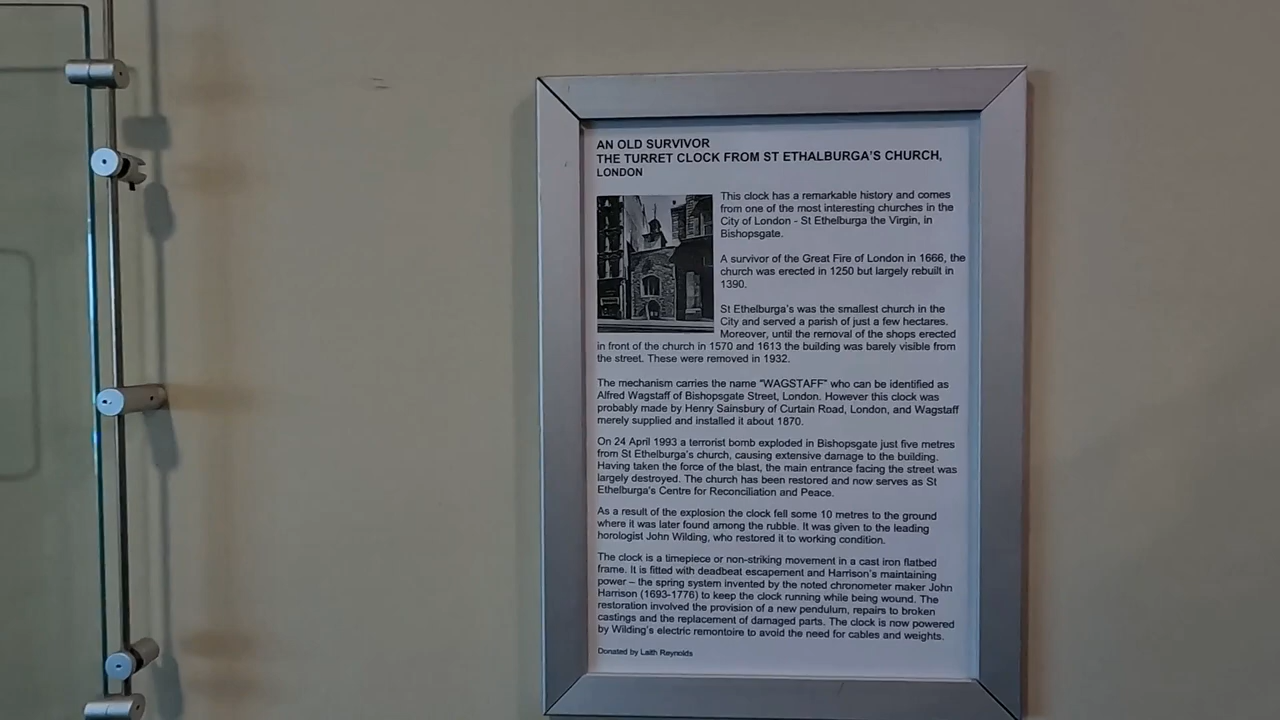 AN OLD SURVIVOR
THE TURRET CLOCK FROM ST ETHALBURGA'S CHURCH,
LONDON
This clock has a remarkable history and comes
from one of the most interesting churches in the
City of London - St Ethelburga the Virgin, in
Bishopsgate.
A survivor of the Great Fire of London in 1666, the
church was erected in 1250 but largely rebuilt in
1390.
St Ethelburga's was the smallest church in the
City and served a parish of just a few hectares.
Moreover, until the removal of the shops erected
in front of the church in 1570 and 1613 the building was barely visible from
the street. These were removed in 1932.
The mechanism carries the name "WAGSTAFF" who can be identified as
Alfred Wagstaff of Bishopsgate Street, London. However this clock was
probably made by Henry Sainsbury of Curtain Road, London, and Wagstaff
merely supplied and installed it about 1870.
On 24 April 1993 a terrorist bomb exploded in Bishopsgate just five metres
from St Ethelburga's church, causing extensive damage to the building.
Having taken the force of the blast, the main entrance facing the street was
largely destroyed. The church has been restored and now serves as St
Ethelburga's Centre for Reconciliation and Peace.
As a result of the explosion the clock fell some 10 metres to the ground
where it was later found among the rubble. It was given to the leading
horologist John Wilding, who restored it to working condition.
The clock is a timepiece or non-striking movement in a cast iron flatbed
frame. It is fitted with deadbeat escapement and Harrison's maintaining
power – the spring system invented by the noted chronometer maker John
Harrison (1693-1776) to keep the clock running while being wound. The
restoration involved the provision of a new pendulum, repairs to broken
castings and the replacement of damaged parts. The clock is now powered
by Wilding's electric remontoire to avoid the need for cables and weights.
Donated by Laith Reynolds